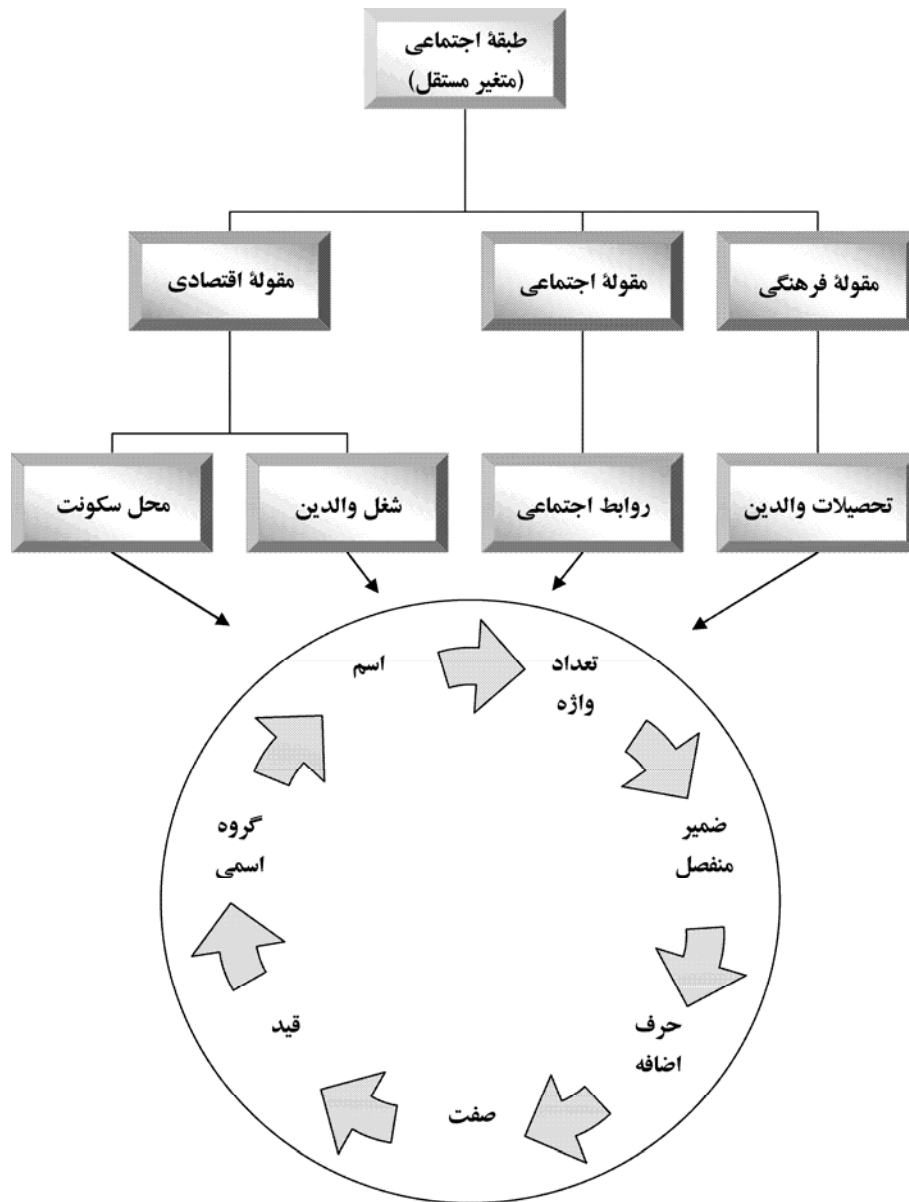 طبقهٔ اجتماعی
(متغیر مستقل)
مقولهٔ فرهنگی
مقولهٔ اجتماعی
مقولهٔ اقتصادی
تحصیلات والدین
روابط اجتماعی
شغل والدین
محل سکونت
تعداد
واژه
ضمیر
منفصل
حرف
اضافه
صفت
قید
گروه
اسمی
اسم